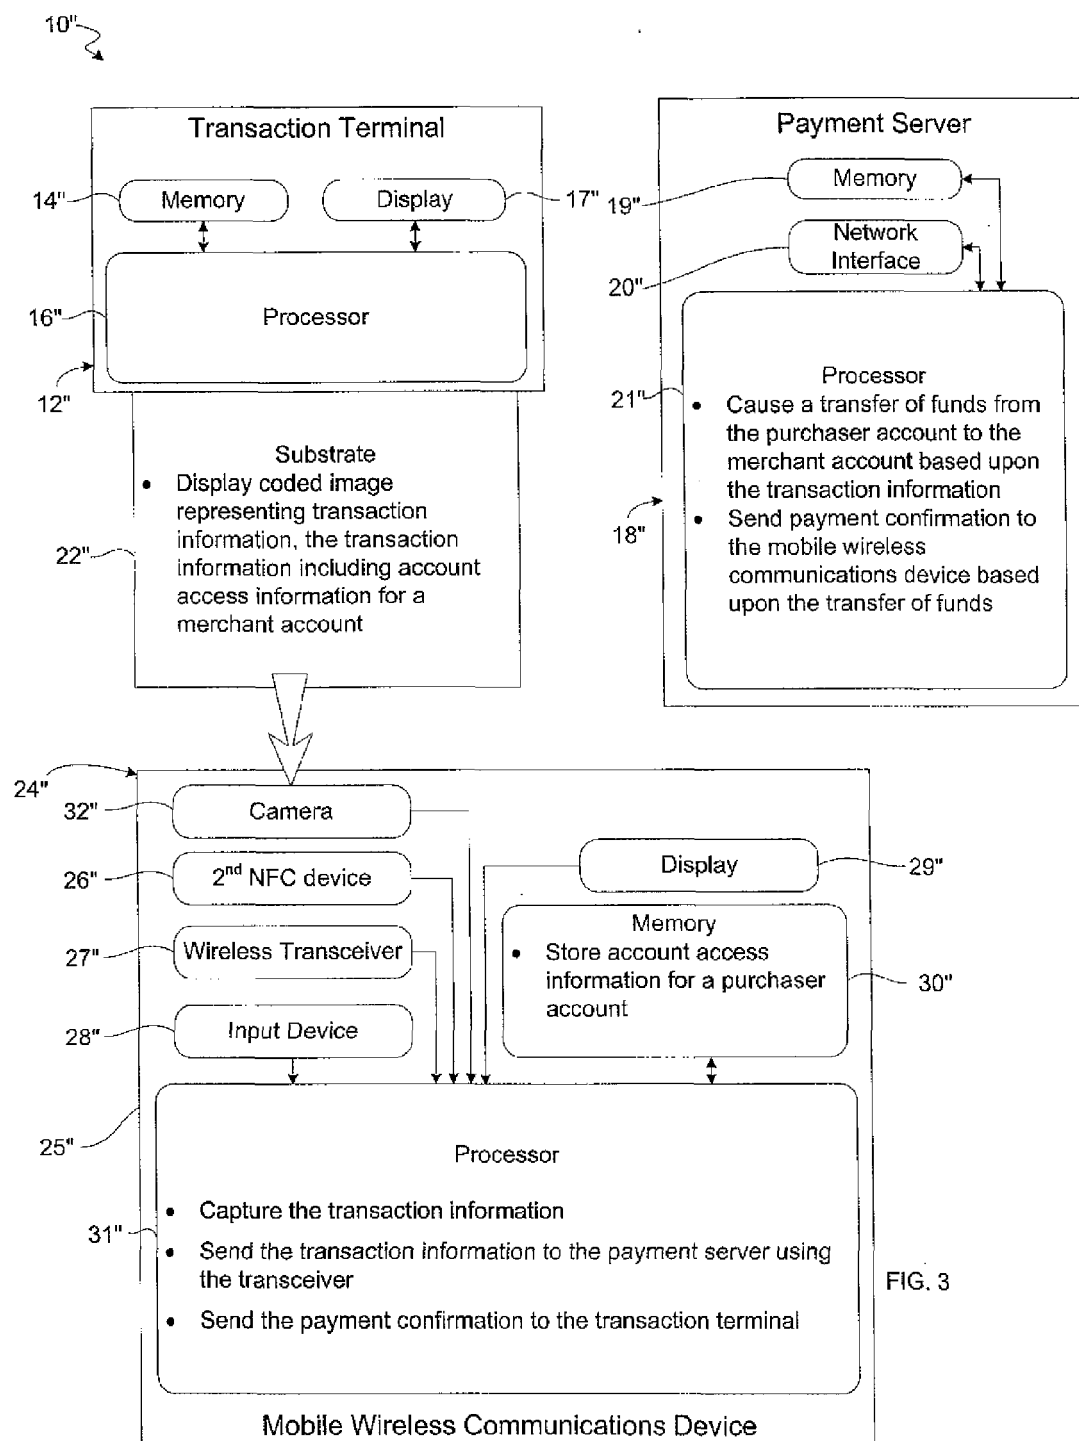 10"
Transaction Terminal
14"
Memory
Display
17"
16"
Processor
12"
Payment Server
19"
Memory
20"
Network
Interface
21"
Processor
• Cause a transfer of funds from
the purchaser account to the
merchant account based upon
the transaction information
• Send payment confirmation to
the mobile wireless
communications device based
upon the transfer of funds
18"
22"
Substrate
• Display coded image
representing transaction
information, the transaction
information including account
access information for a
merchant account
24"
32"
Camera
26"
2nd NFC device
27"
Wireless Transceiver
28"
Input Device
Display
29"
Memory
• Store account access
information for a purchaser
account
30"
25"
31"
Processor
• Capture the transaction information
• Send the transaction information to the payment server using
the transceiver
• Send the payment confirmation to the transaction terminal
Mobile Wireless Communications Device
FIG. 3